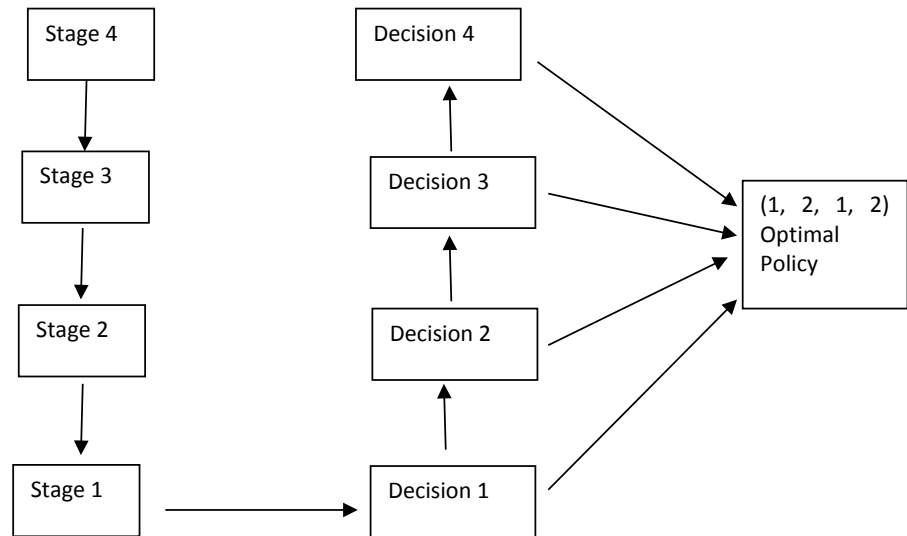 Stage 4
Decision 4
Stage 3
Decision 3
(1, 2, 1, 2)
Optimal
Policy
Stage 2
Decision 2
Stage 1
Decision 1